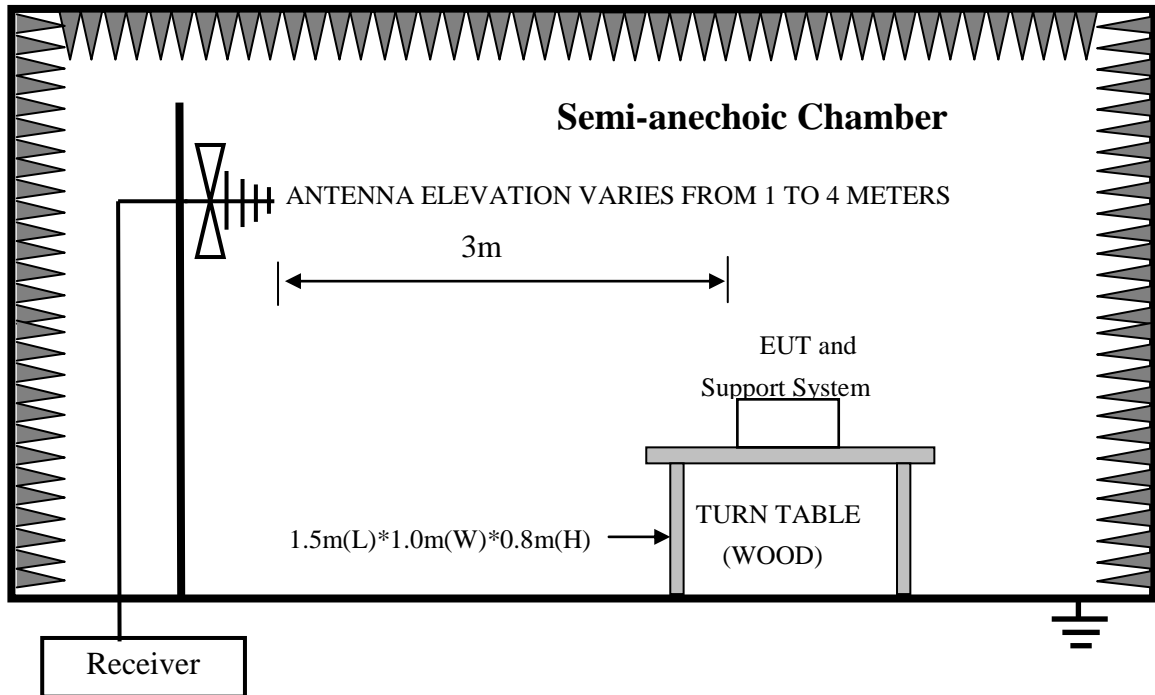 Semi-anechoic Chamber
ANTENNA ELEVATION VARIES FROM 1 TO 4 METERS
3m
EUT and
Support System
TURN TABLE
1.5m(L)*1.0m(W)*0.8m(H)
(WOOD)
Receiver